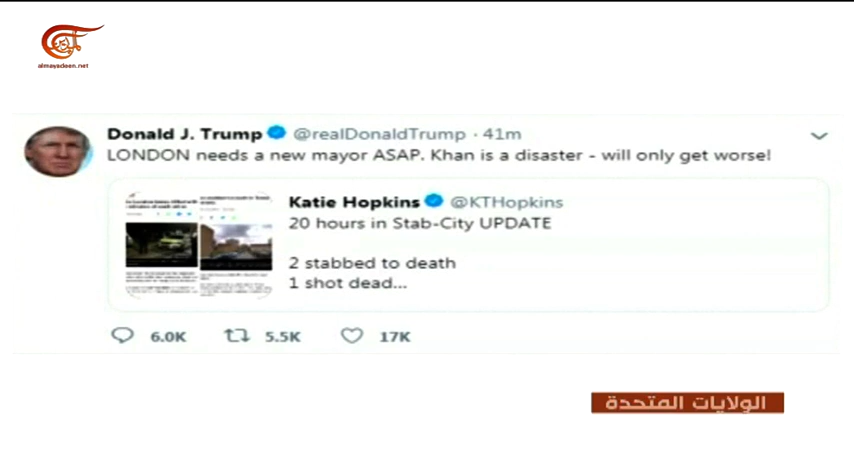 الميادين
almayadeen.net
Donald J. Trump @realDonaldTrump · 41m
LONDON needs a new mayor ASAP. Khan is a disaster - will only get worse!
Katie Hopkins @KTHopkins
20 hours in Stab-City UPDATE
2 stabbed to death
1 shot dead...
6.0K 5.5K 17K
الولايات المتحدة